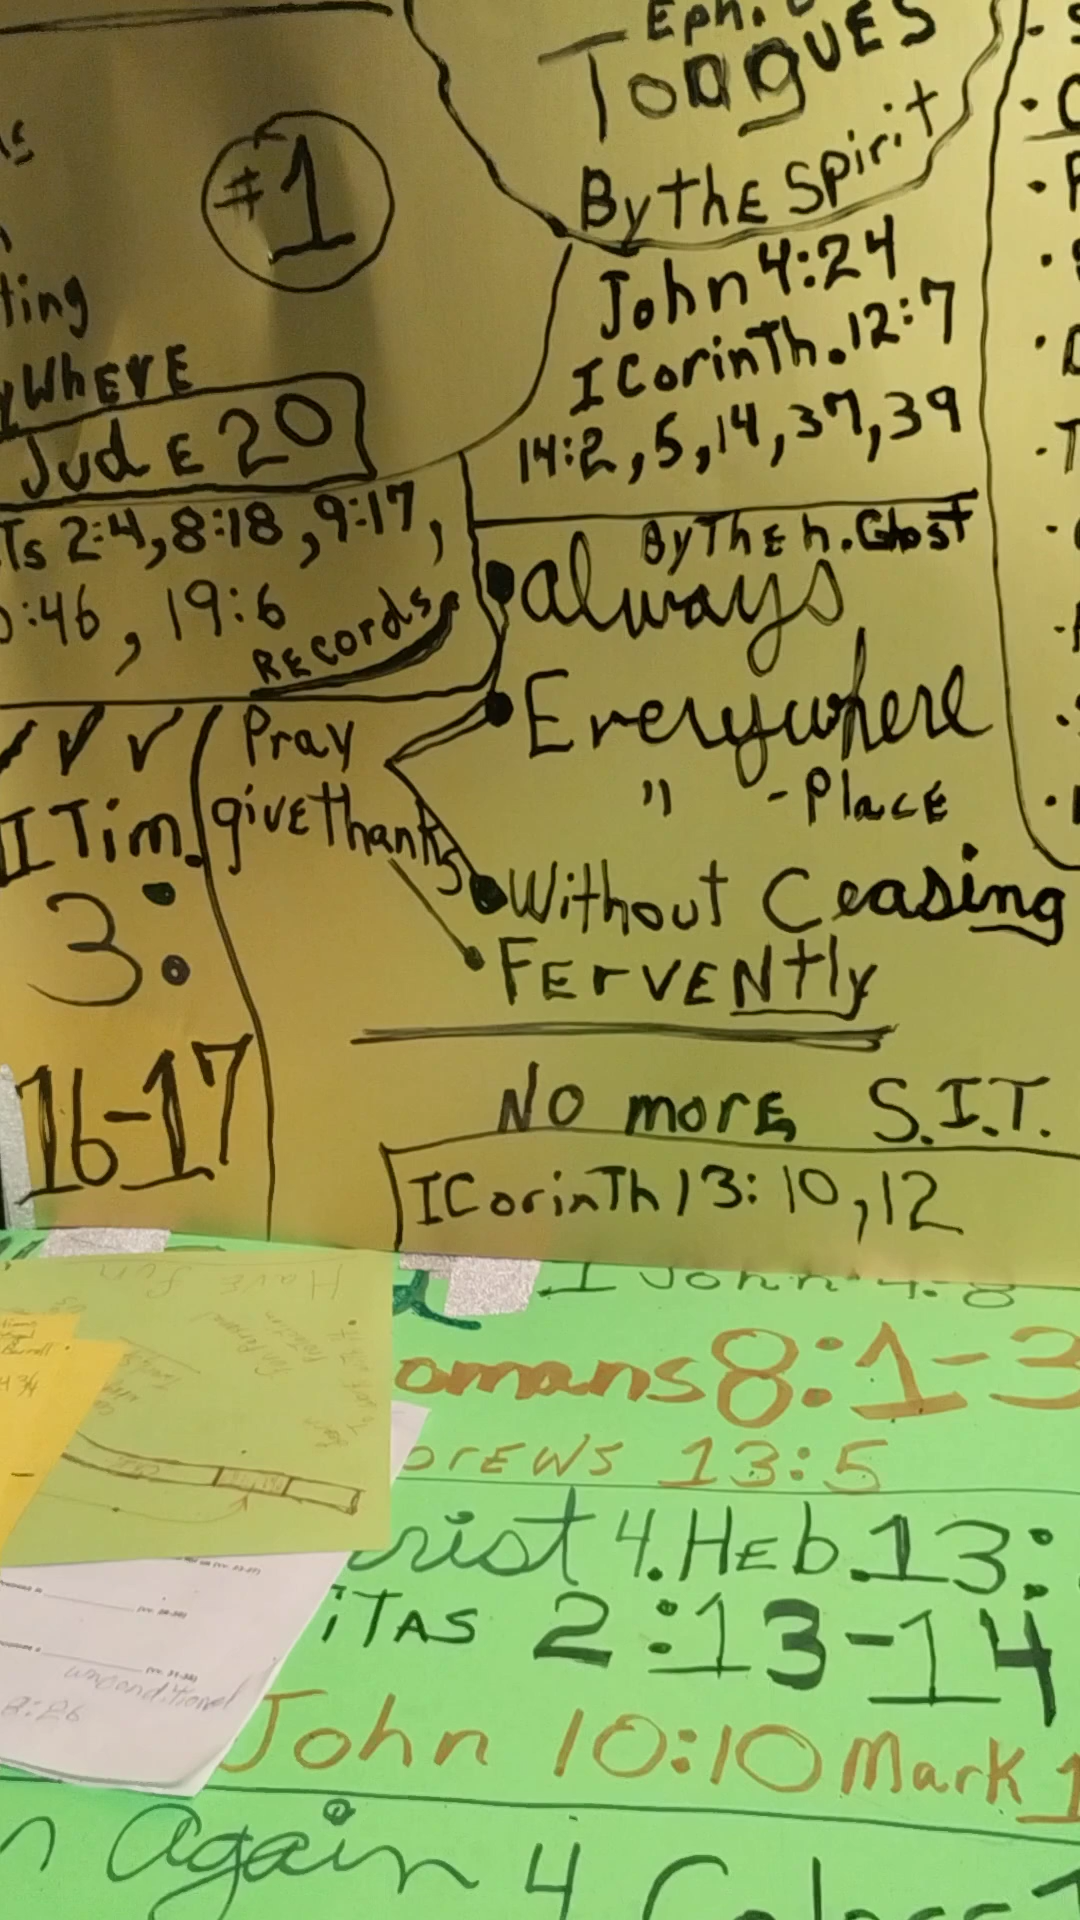 Eph.
TONGUES
#1
By THE Spirit
John 4:24
I Corinth. 12:7
14:2, 5, 14, 37, 39
ting
WHERE
Jude 20
Ts 2:4, 8:18, 9:17,
:46, 19:6
RECORDS
By THE h. Ghost
always
Everywhere
" - Place
Without Ceasing
FERVENtly
Pray
give thanks
II Tim.
3:
16-17
NO more S.I.T.
I Corinth 13:10, 12
Have fun
I John 4:8
omans 8:1-3
brews 13:5
rist 4. Heb. 13:
iTAS 2:13-14
unconditional
John 10:10 Mark 1
n Again 4 Coloss 1